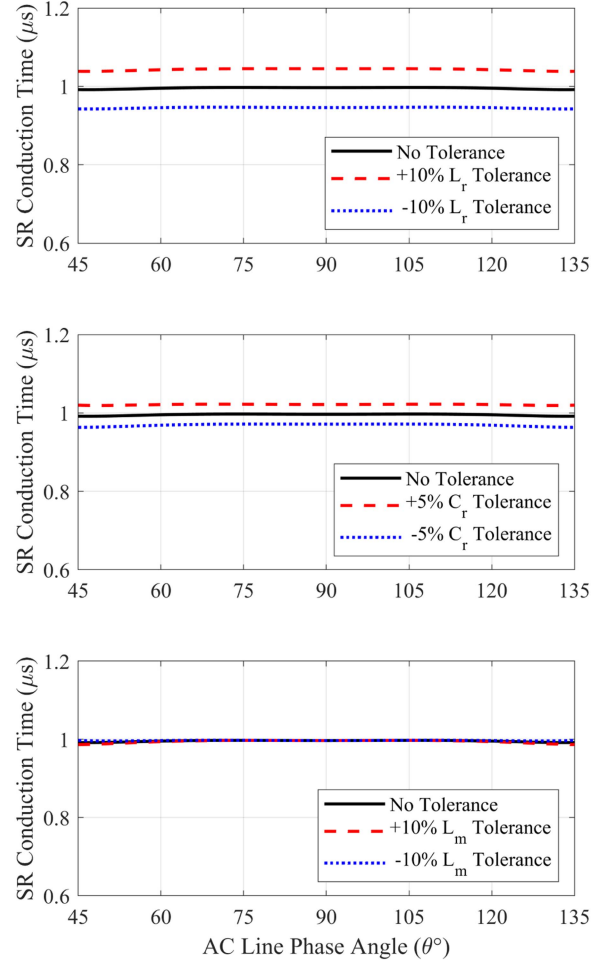 SR Conduction Time (μs)
1.2
1
0.8
0.6
No Tolerance
+10% L_r Tolerance
-10% L_r Tolerance
45 60 75 90 105 120 135
SR Conduction Time (μs)
1.2
1
0.8
0.6
No Tolerance
+5% C_r Tolerance
-5% C_r Tolerance
45 60 75 90 105 120 135
SR Conduction Time (μs)
1.2
1
0.8
0.6
No Tolerance
+10% L_m Tolerance
-10% L_m Tolerance
45 60 75 90 105 120 135
AC Line Phase Angle (θ°)